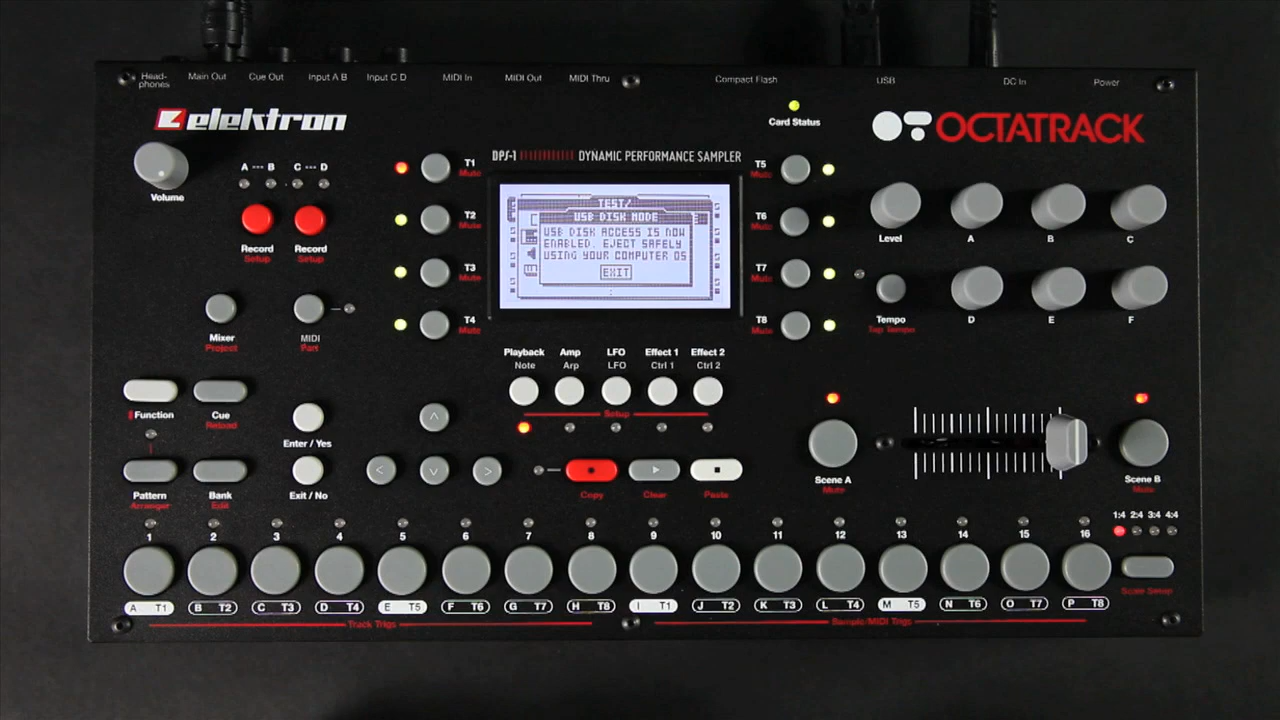 Head-
phones
Main Out
Cue Out
Input A B
Input C D
MIDI In
MIDI Out
MIDI Thru
Compact Flash
USB
DC In
Power
elektron
Card Status
OCTATRACK
DPS-1
DYNAMIC PERFORMANCE SAMPLER
Volume
A --- B
C --- D
Record
Setup
Record
Setup
T1
Mute
T2
Mute
T3
Mute
T4
Mute
TEST/
USB DISK MODE
USB DISK ACCESS IS NOW
ENABLED. EJECT SAFELY
USING YOUR COMPUTER OS
EXIT
T5
Mute
T6
Mute
T7
Mute
T8
Mute
Level
A
B
C
Tempo
Tap Tempo
D
E
F
Mixer
Project
MIDI
Part
Playback
Note
Amp
Arp
LFO
LFO
Effect 1
Ctrl 1
Effect 2
Ctrl 2
Setup
Function
Cue
Reload
Enter / Yes
Exit / No
Pattern
Arranger
Bank
Edit
Copy
Clear
Paste
Scene A
Mute
Scene B
Mute
1:4 2:4 3:4 4:4
Scale Setup
1 2 3 4 5 6 7 8 9 10 11 12 13 14 15 16
A T1 B T2 C T3 D T4 E T5 F T6 G T7 H T8 I T1 J T2 K T3 L T4 M T5 N T6 O T7 P T8
Track Trigs
Sample/MIDI Trigs